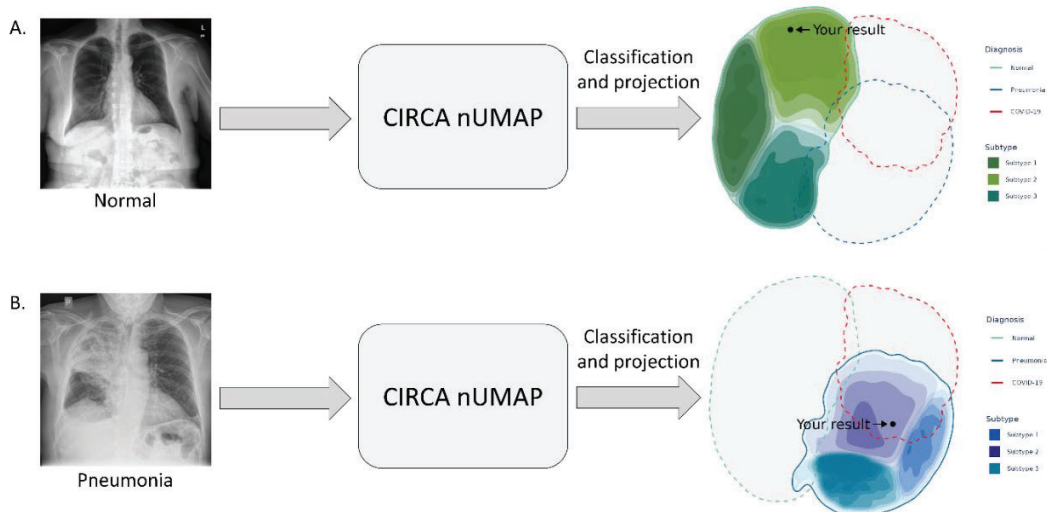 A.
L
Normal
CIRCA nUMAP
Classification
and projection
Your result
Diagnosis
Normal
Pneumonia
COVID-19
Subtype
Subtype 1
Subtype 2
Subtype 3
B.
Pneumonia
CIRCA nUMAP
Classification
and projection
Your result
Diagnosis
Normal
Pneumonia
COVID-19
Subtype
Subtype 1
Subtype 2
Subtype 3